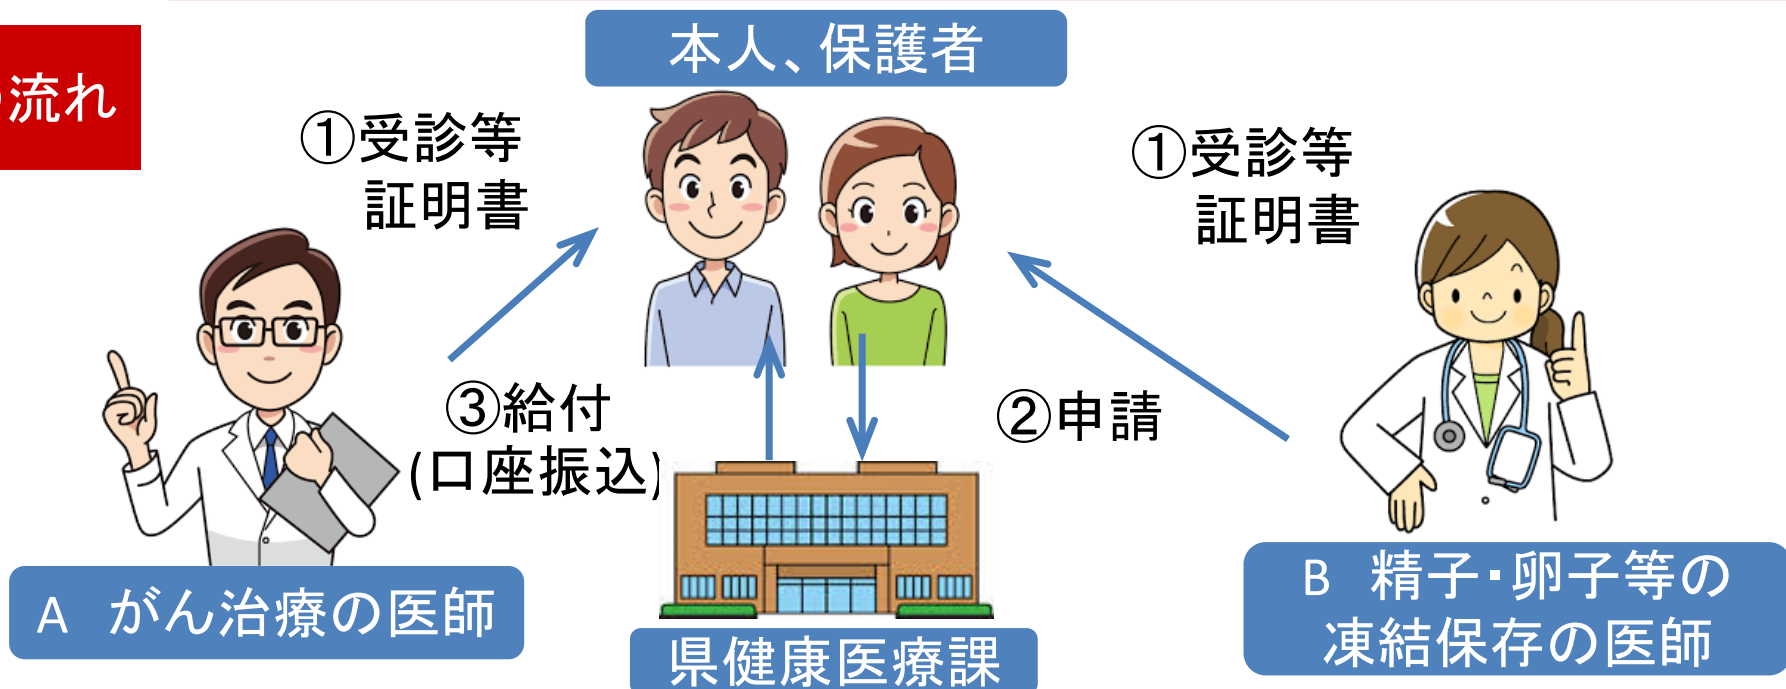 本人、保護者
流れ
①受診等
証明書
①受診等
証明書
③給付
(口座振込)
②申請
A がん治療の医師
B 精子・卵子等の
凍結保存の医師
県健康医療課